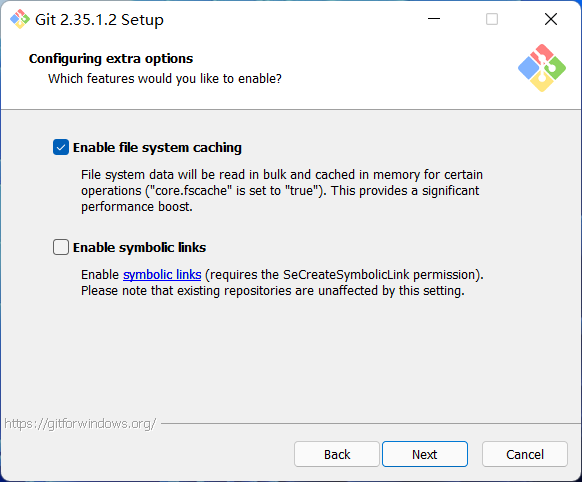 Git 2.35.1.2 Setup
Configuring extra options
Which features would you like to enable?
Enable file system caching
File system data will be read in bulk and cached in memory for certain
operations ("core.fscache" is set to "true"). This provides a significant
performance boost.
Enable symbolic links
Enable symbolic links (requires the SeCreateSymbolicLink permission).
Please note that existing repositories are unaffected by this setting.
https://gitforwindows.org/
Back
Next
Cancel